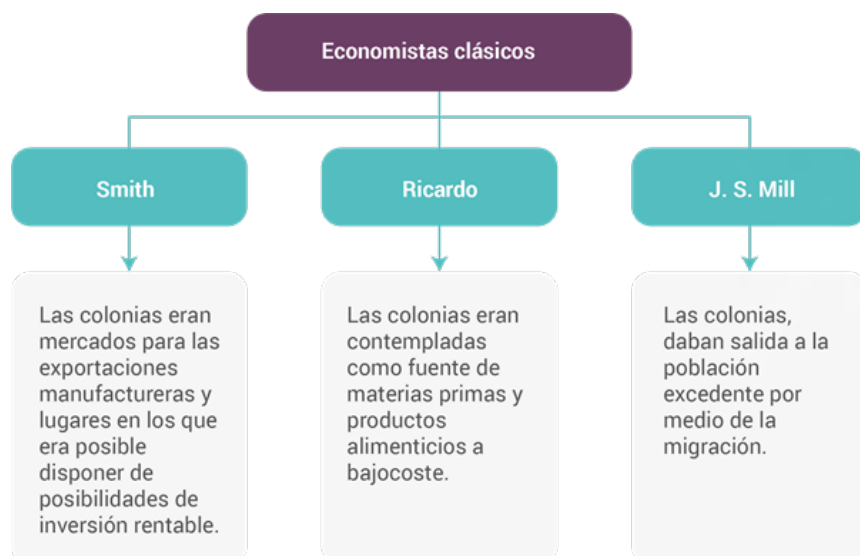 Economistas clásicos
Smith
Ricardo
J. S. Mill
Las colonias eran
mercados para las
exportaciones
manufactureras y
lugares en los que
era posible
disponer de
posibilidades de
inversión rentable.
Las colonias eran
contempladas
como fuente de
materias primas y
productos
alimenticios a
bajocoste.
Las colonias,
daban salida a la
población
excedente por
medio de la
migración.